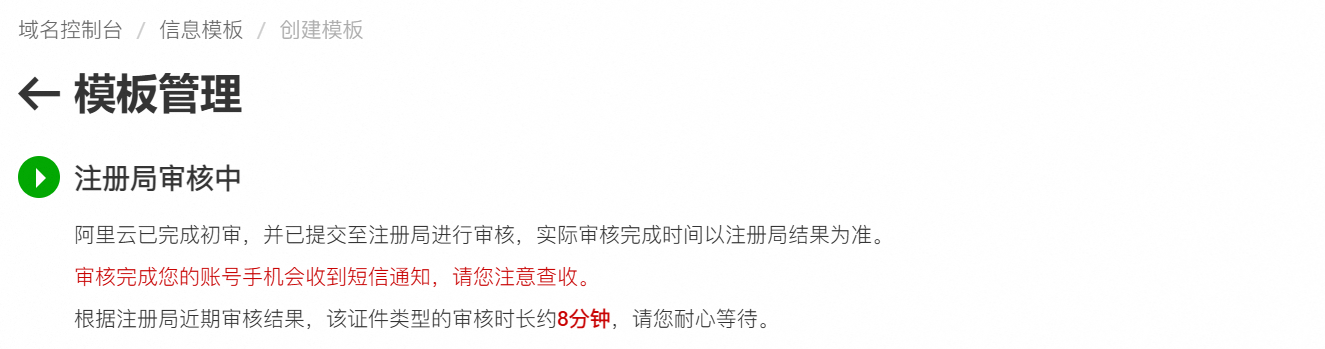 域名控制台 / 信息模板 / 创建模板
模板管理
注册局审核中
阿里云已完成初审，并已提交至注册局进行审核，实际审核完成时间以注册局结果为准。
审核完成您的账号手机会收到短信通知，请您注意查收。
根据注册局近期审核结果，该证件类型的审核时长约8分钟，请您耐心等待。